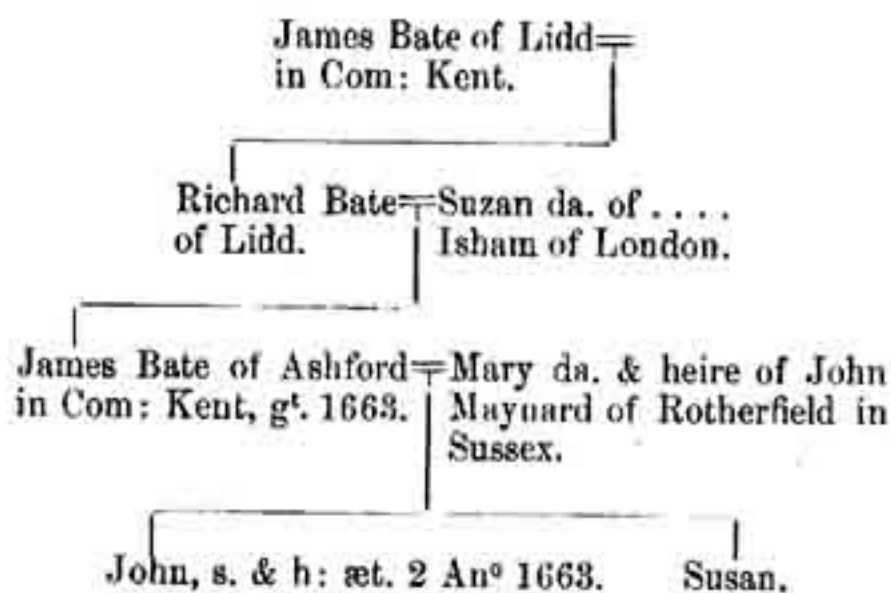 James Bate of Lidd
in Com: Kent.
Richard Bate Suzan da. of . . . .
of Lidd. Isham of London.
James Bate of Ashford Mary da. & heire of John
in Com: Kent, gᵗ. 1663. Maynard of Rotherfield in
Sussex.
John, s. & h: æt. 2 Anº 1663. Susan.